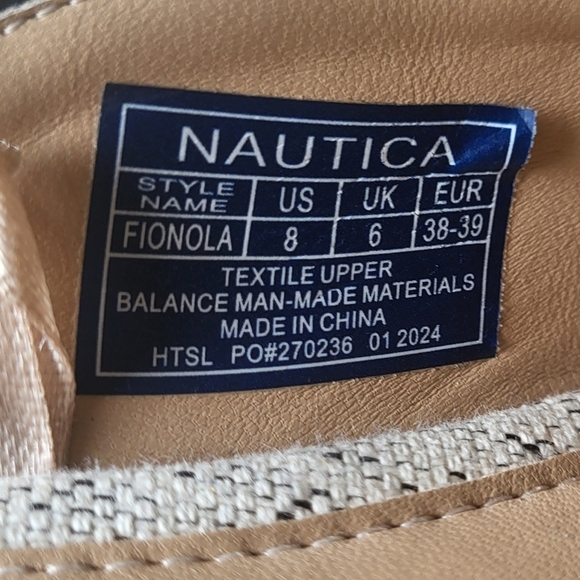 NAUTICA
STYLE NAME US UK EUR
FIONOLA 8 6 38-39
TEXTILE UPPER
BALANCE MAN-MADE MATERIALS
MADE IN CHINA
HTSL PO#270236 01 2024